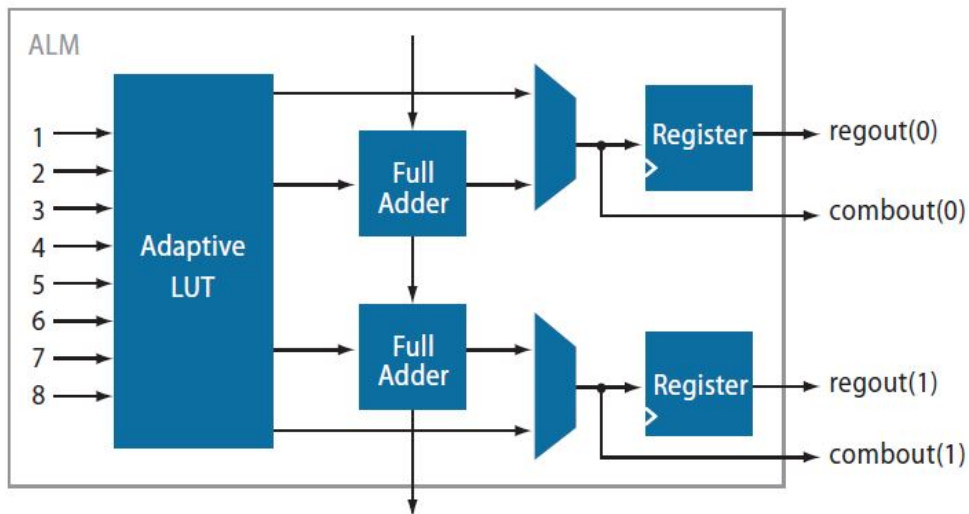 ALM
1
2
3
4
5
6
7
8
Adaptive
LUT
Full
Adder
Full
Adder
Register
Register
regout(0)
combout(0)
regout(1)
combout(1)